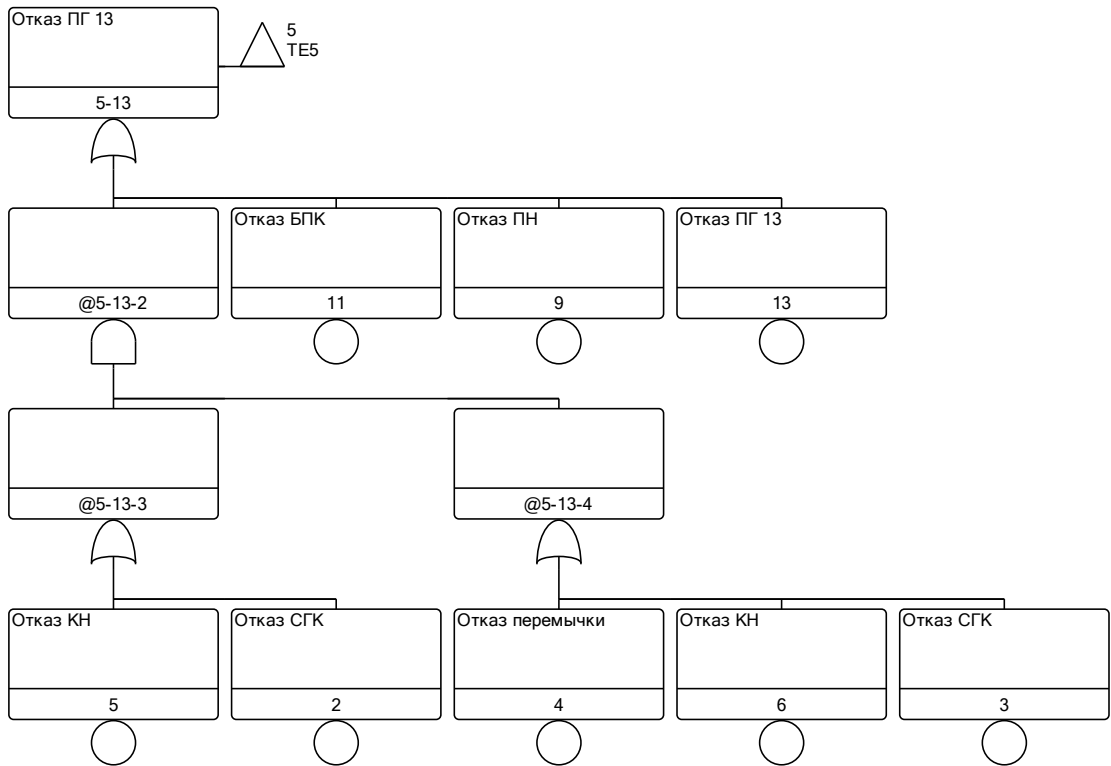 Отказ ПГ 13
5
TE5
5-13
Отказ БПК
Отказ ПН
Отказ ПГ 13
@5-13-2
11
9
13
@5-13-3
@5-13-4
Отказ КН
Отказ СГК
Отказ перемычки
Отказ КН
Отказ СГК
5
2
4
6
3